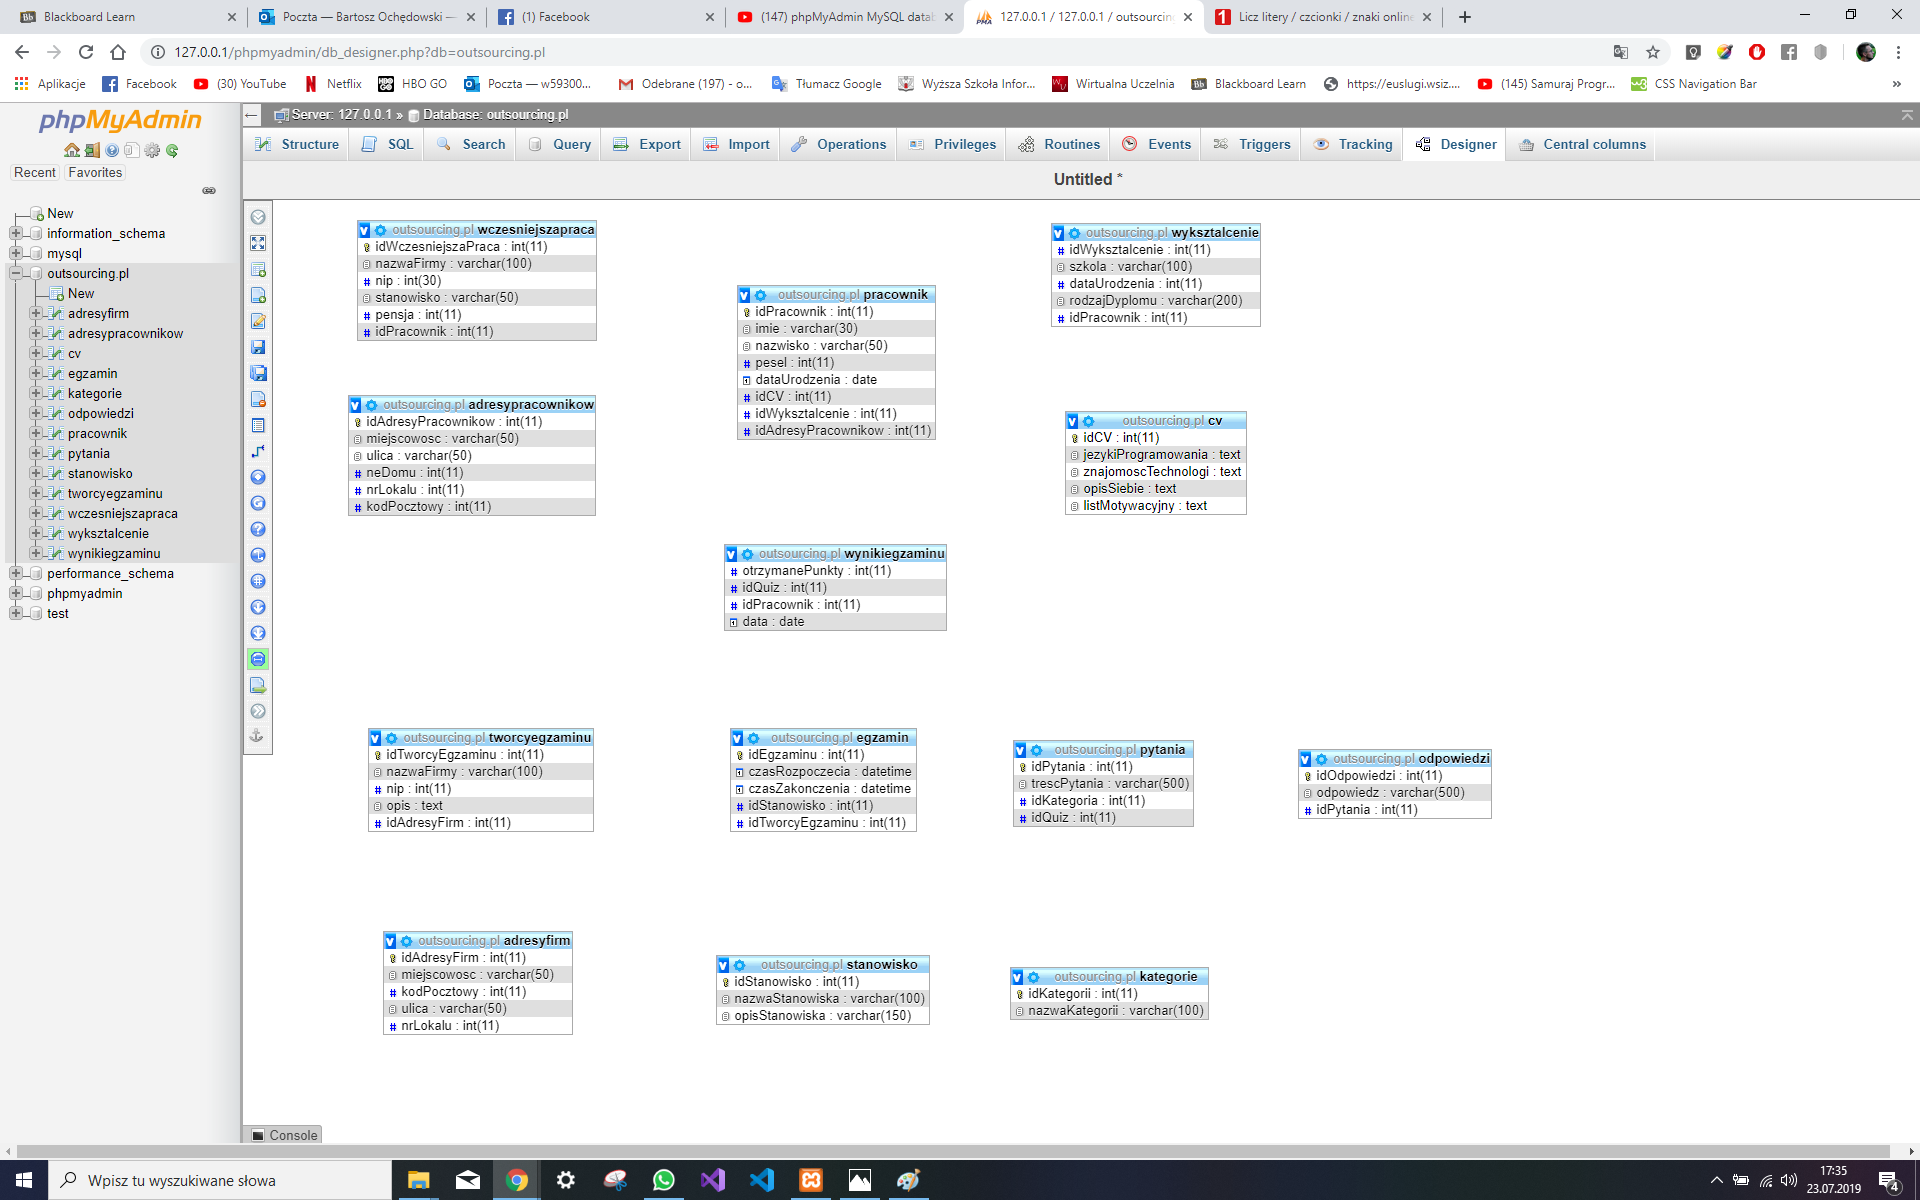 Blackboard Learn
Poczta — Bartosz Ochędowski —
(1) Facebook
(147) phpMyAdmin MySQL datab
127.0.0.1 / 127.0.0.1 / outsourcing
Licz litery / czcionki / znaki online
127.0.0.1/phpmyadmin/db_designer.php?db=outsourcing.pl
Aplikacje
Facebook
(30) YouTube
Netflix
HBO GO
Poczta — w59300...
Odebrane (197) - o...
Tłumacz Google
Wyższa Szkoła Infor...
Wirtualna Uczelnia
Blackboard Learn
https://euslugi.wsiz....
(145) Samuraj Progr...
CSS Navigation Bar
phpMyAdmin
Recent
Favorites
New
information_schema
mysql
outsourcing.pl
New
adresyfirm
adresypracownikow
cv
egzamin
kategorie
odpowiedzi
pracownik
pytania
stanowisko
tworcyegzaminu
wczesniejszapraca
wyksztalcenie
wynikiegzaminu
performance_schema
phpmyadmin
test
Server: 127.0.0.1 » Database: outsourcing.pl
Structure
SQL
Search
Query
Export
Import
Operations
Privileges
Routines
Events
Triggers
Tracking
Designer
Central columns
Untitled *
outsourcing.pl wczesniejszapraca
idWczesniejszaPraca : int(11)
nazwaFirmy : varchar(100)
nip : int(30)
stanowisko : varchar(50)
pensja : int(11)
idPracownik : int(11)
outsourcing.pl pracownik
idPracownik : int(11)
imie : varchar(30)
nazwisko : varchar(50)
pesel : int(11)
dataUrodzenia : date
idCV : int(11)
idWyksztalcenie : int(11)
idAdresyPracownikow : int(11)
outsourcing.pl wyksztalcenie
idWyksztalcenie : int(11)
szkola : varchar(100)
dataUrodzenia : int(11)
rodzajDyplomu : varchar(200)
idPracownik : int(11)
outsourcing.pl adresypracownikow
idAdresyPracownikow : int(11)
miejscowosc : varchar(50)
ulica : varchar(50)
neDomu : int(11)
nrLokalu : int(11)
kodPocztowy : int(11)
outsourcing.pl cv
idCV : int(11)
jezykiProgramowania : text
znajomoscTechnologi : text
opisSiebie : text
listMotywacyjny : text
outsourcing.pl wynikiegzaminu
otrzymanePunkty : int(11)
idQuiz : int(11)
idPracownik : int(11)
data : date
outsourcing.pl tworcyegzaminu
idTworcyEgzaminu : int(11)
nazwaFirmy : varchar(100)
nip : int(11)
opis : text
idAdresyFirm : int(11)
outsourcing.pl egzamin
idEgzaminu : int(11)
czasRozpoczecia : datetime
czasZakonczenia : datetime
idStanowisko : int(11)
idTworcyEgzaminu : int(11)
outsourcing.pl pytania
idPytania : int(11)
trescPytania : varchar(500)
idKategoria : int(11)
idQuiz : int(11)
outsourcing.pl odpowiedzi
idOdpowiedzi : int(11)
odpowiedz : varchar(500)
idPytania : int(11)
outsourcing.pl adresyfirm
idAdresyFirm : int(11)
miejscowosc : varchar(50)
kodPocztowy : int(11)
ulica : varchar(50)
nrLokalu : int(11)
outsourcing.pl stanowisko
idStanowisko : int(11)
nazwaStanowiska : varchar(100)
opisStanowiska : varchar(150)
outsourcing.pl kategorie
idKategorii : int(11)
nazwaKategorii : varchar(100)
Console
Wpisz tu wyszukiwane słowa
17:35
23.07.2019
4